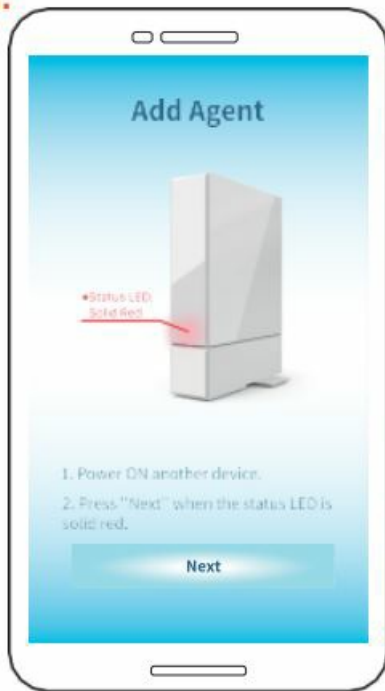 Add Agent
•Status LED:
Solid Red
1. Power ON another device.
2. Press "Next" when the status LED is
solid red.
Next